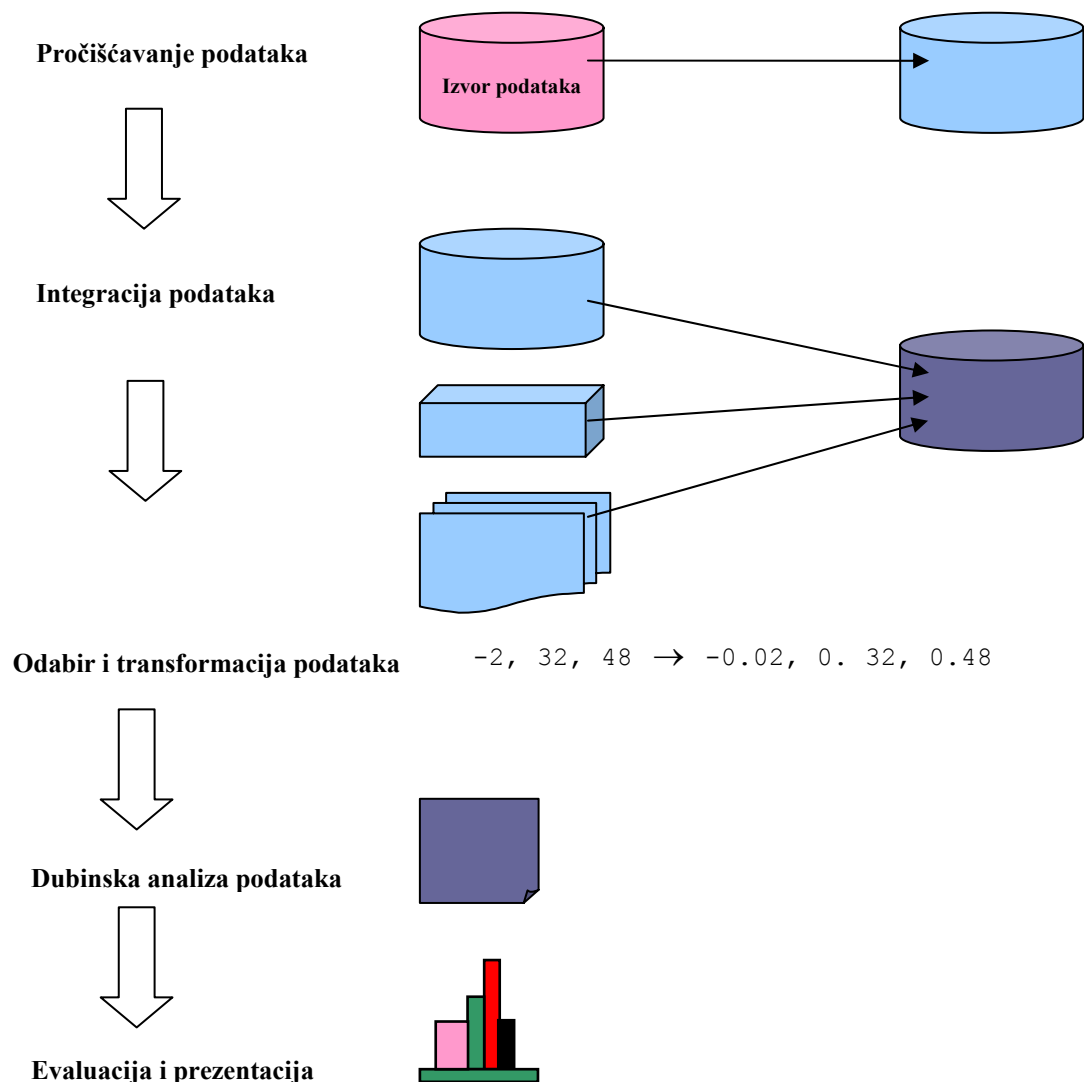 Pročišćavanje podataka
Izvor podataka
Integracija podataka
Odabir i transformacija podataka
-2, 32, 48 → -0.02, 0. 32, 0.48
Dubinska analiza podataka
Evaluacija i prezentacija